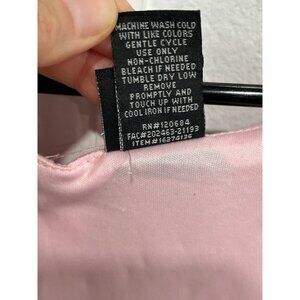 MACHINE WASH COLD
WITH LIKE COLORS
GENTLE CYCLE
USE ONLY
NON-CHLORINE
BLEACH IF NEEDED
TUMBLE DRY LOW
REMOVE
PROMPTLY AND
TOUCH UP WITH
COOL IRON IF NEEDED
RN#120684
FAC#202463-21193
ITEM#16274136